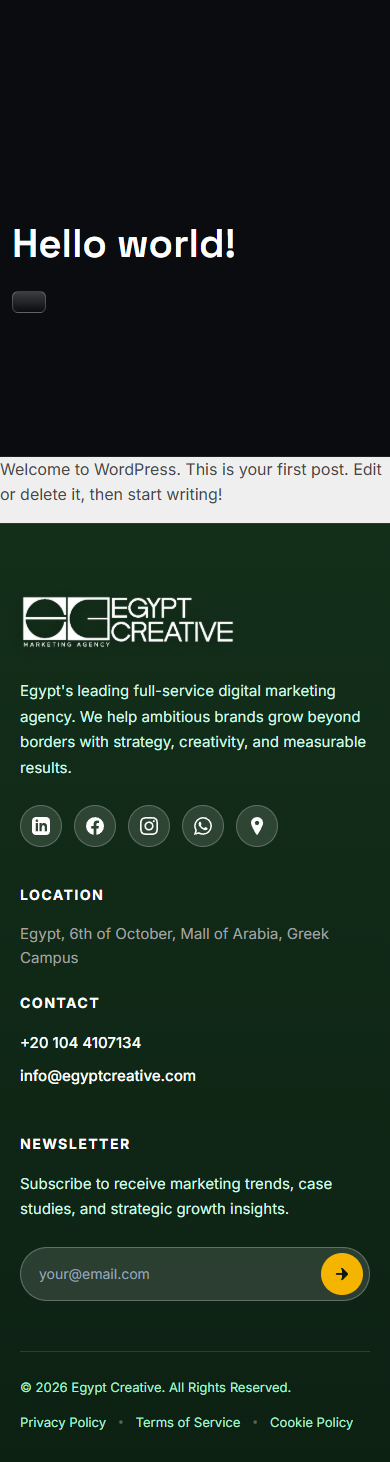 Hello world!
Welcome to WordPress. This is your first post. Edit
or delete it, then start writing!
EGYPT
CREATIVE
MARKETING AGENCY
Egypt's leading full-service digital marketing
agency. We help ambitious brands grow beyond
borders with strategy, creativity, and measurable
results.
LOCATION
Egypt, 6th of October, Mall of Arabia, Greek
Campus
CONTACT
+20 104 4107134
info@egyptcreative.com
NEWSLETTER
Subscribe to receive marketing trends, case
studies, and strategic growth insights.
your@email.com
© 2026 Egypt Creative. All Rights Reserved.
Privacy Policy • Terms of Service • Cookie Policy